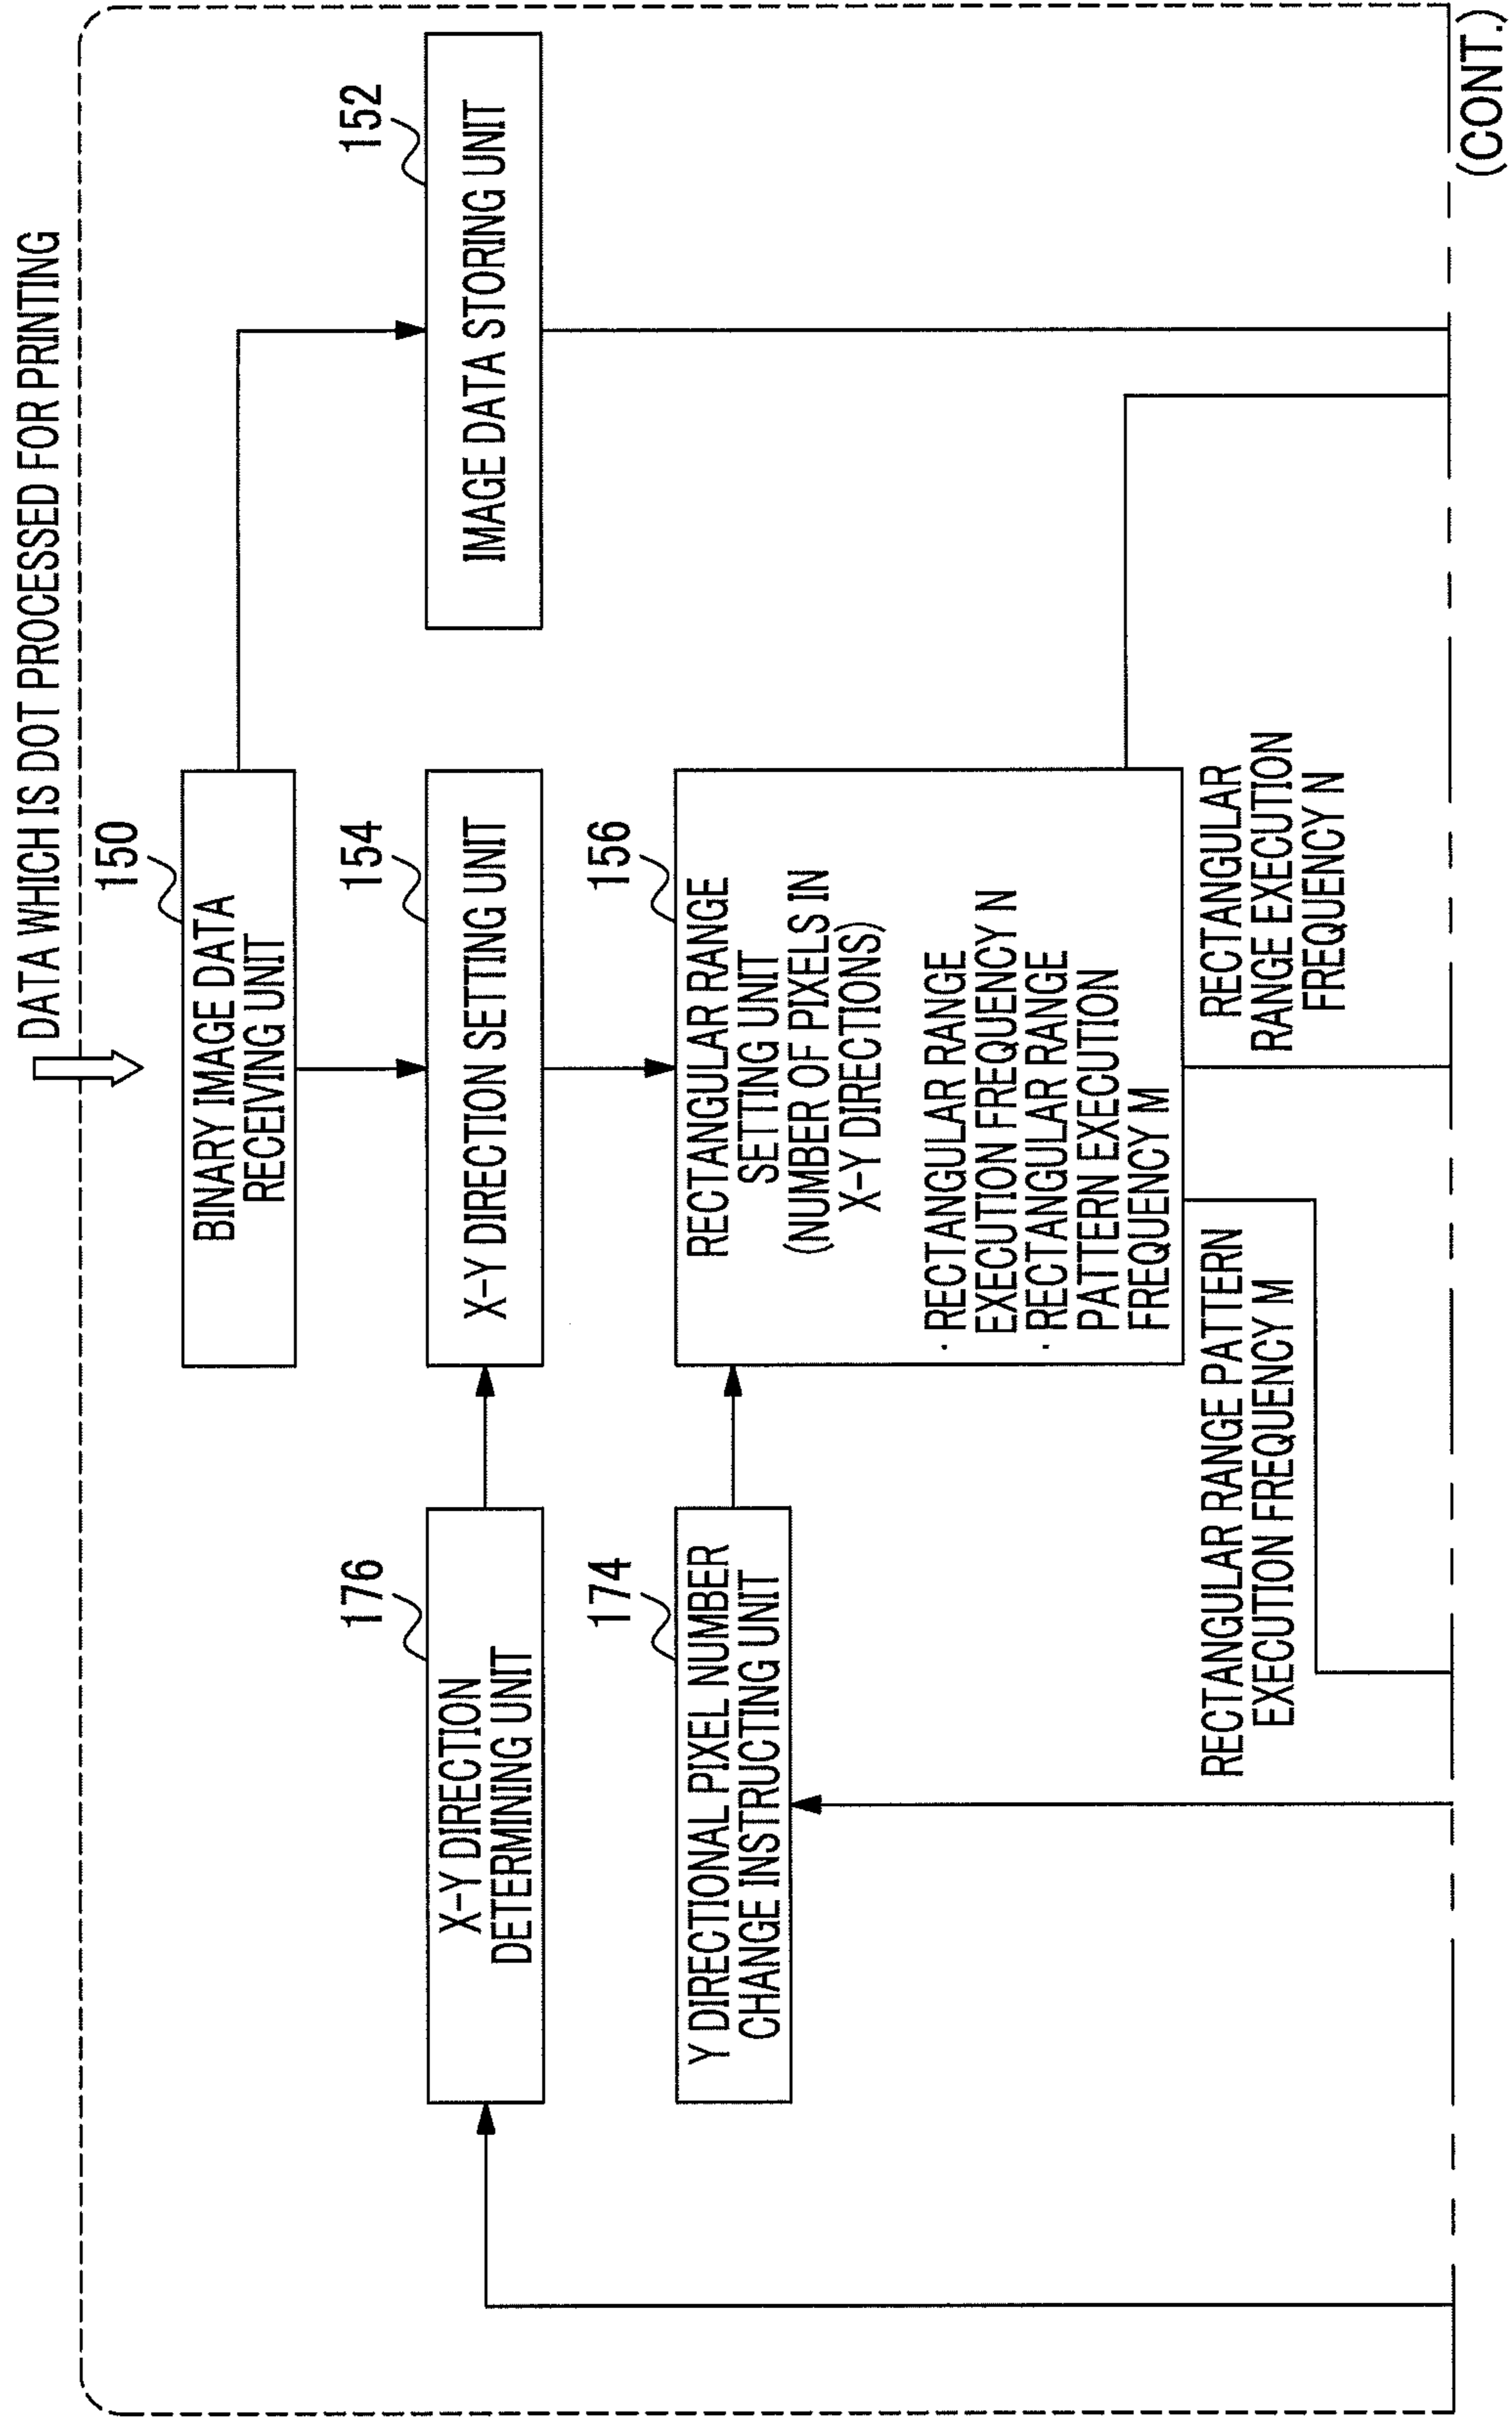 DATA WHICH IS DOT PROCESSED FOR PRINTING
150
BINARY IMAGE DATA
RECEIVING UNIT
152
IMAGE DATA STORING UNIT
176
X-Y DIRECTION
DETERMINING UNIT
154
X-Y DIRECTION SETTING UNIT
174
Y DIRECTIONAL PIXEL NUMBER
CHANGE INSTRUCTING UNIT
156
RECTANGULAR RANGE
SETTING UNIT
(NUMBER OF PIXELS IN
X-Y DIRECTIONS)
· RECTANGULAR RANGE
EXECUTION FREQUENCY N
· RECTANGULAR RANGE
PATTERN EXECUTION
FREQUENCY M
RECTANGULAR RANGE PATTERN
EXECUTION FREQUENCY M
RECTANGULAR
RANGE EXECUTION
FREQUENCY N
(CONT.)